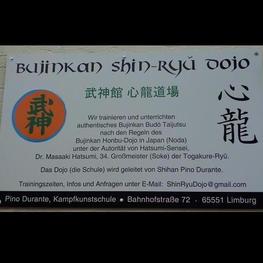 BUJINKAN SHIN-RYŪ DOJO
武神館 心龍道場
武神
心龍
Wir trainieren und unterrichten
authentisches Bujinkan Budō Taijutsu
nach den Regeln des
Bujinkan Honbu-Dojo in Japan (Noda)
unter der Autorität von Hatsumi-Sensei,
Dr. Masaaki Hatsumi, 34. Großmeister (Soke) der Togakure-Ryū.
Das Dojo (die Schule) wird geleitet von Shihan Pino Durante.
Trainingszeiten, Infos und Anfragen unter E-Mail: ShinRyuDojo@gmail.com
Pino Durante, Kampfkunstschule • Bahnhofstraße 72 • 65551 Limburg